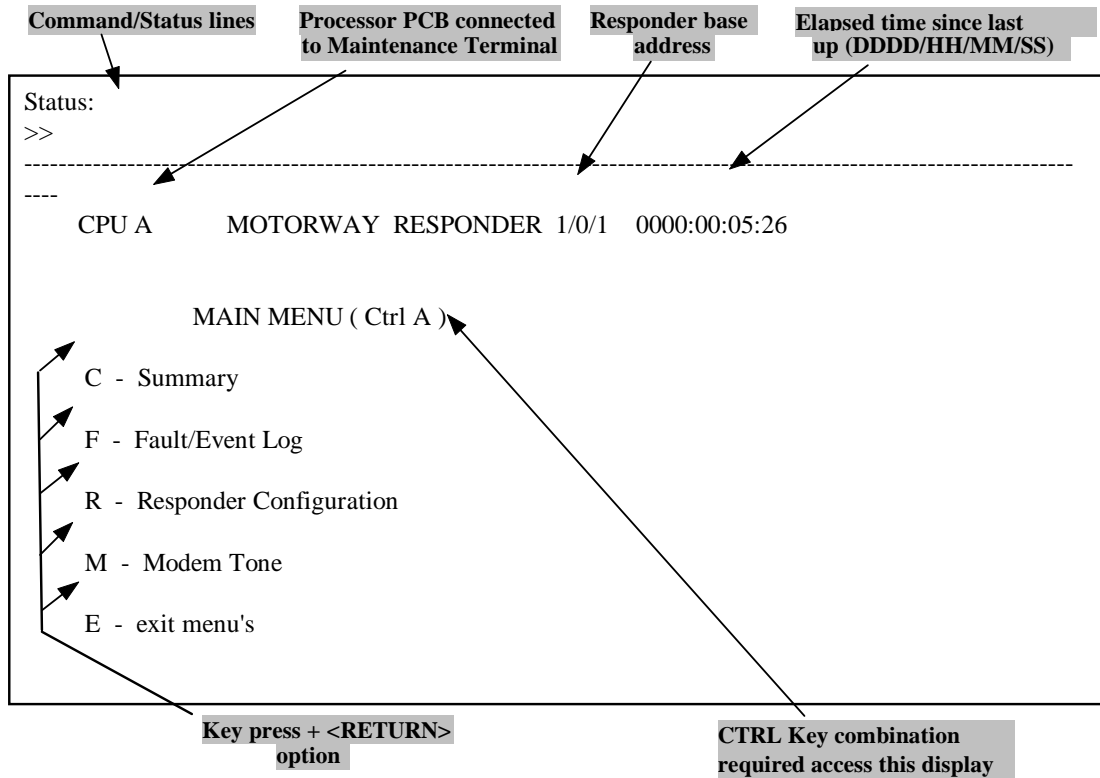 Command/Status lines
Processor PCB connected
to Maintenance Terminal
Responder base
address
Elapsed time since last
up (DDDD/HH/MM/SS)
Status:
>>
--------------------------------------------------------------------------------------------------------------
----
CPU A MOTORWAY RESPONDER 1/0/1 0000:00:05:26
MAIN MENU ( Ctrl A )
C - Summary
F - Fault/Event Log
R - Responder Configuration
M - Modem Tone
E - exit menu's
Key press + <RETURN>
option
CTRL Key combination
required access this display